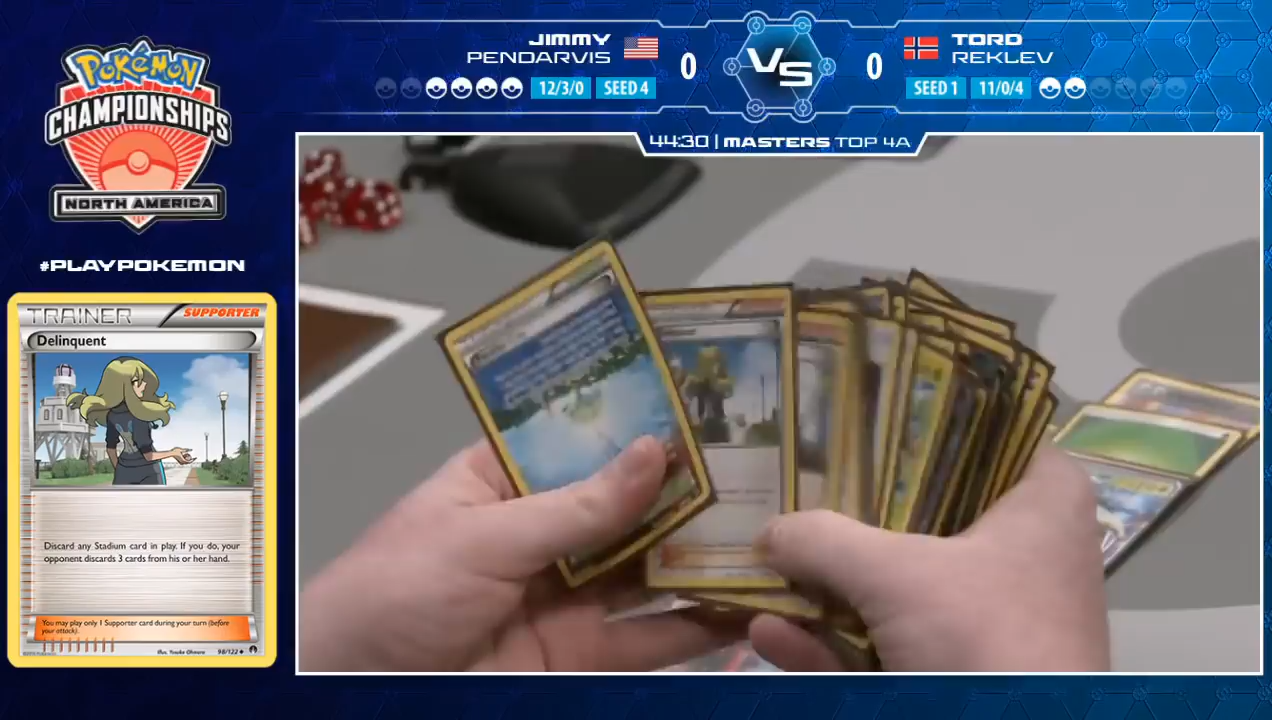 Pokémon
CHAMPIONSHIPS
NORTH AMERICA
#PLAYPOKEMON
JIMMY
PENDARVIS
0
12/3/0
SEED 4
VS
0
TORD
REKLEV
SEED 1
11/0/4
44:30 | MASTERS TOP 4A
TRAINER
SUPPORTER
Delinquent
Discard any Stadium card in play. If you do, your
opponent discards 3 cards from his or her hand.
You may play only 1 Supporter card during your turn (before
your attack).
98/122